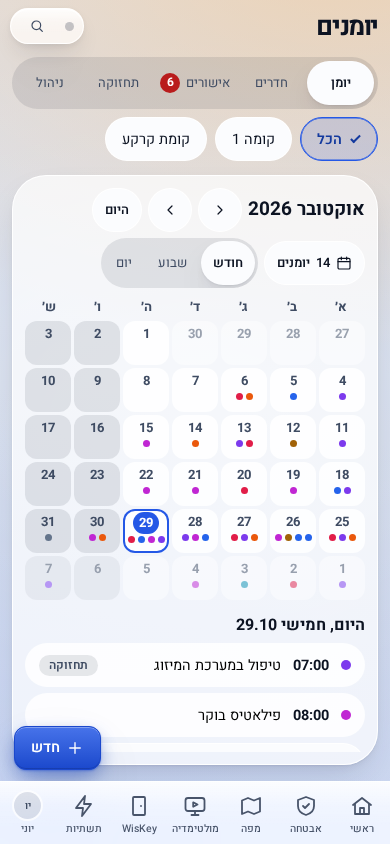 יומנים
יומן
חדרים
אישורים 6
תחזוקה
ניהול
הכל
קומה 1
קומת קרקע
אוקטובר 2026
היום
14 יומנים
חודש
שבוע
יום
א׳ ב׳ ג׳ ד׳ ה׳ ו׳ ש׳
27 28 29 30 1 2 3
4 5 6 7 8 9 10
11 12 13 14 15 16 17
18 19 20 21 22 23 24
25 26 27 28 29 30 31
1 2 3 4 5 6 7
היום, חמישי 29.10
07:00 טיפול במערכת המיזוג תחזוקה
08:00 פילאטיס בוקר
חדש
ראשי
אבטחה
מפה
מולטימדיה
WisKey
תשתיות
יו
יוני